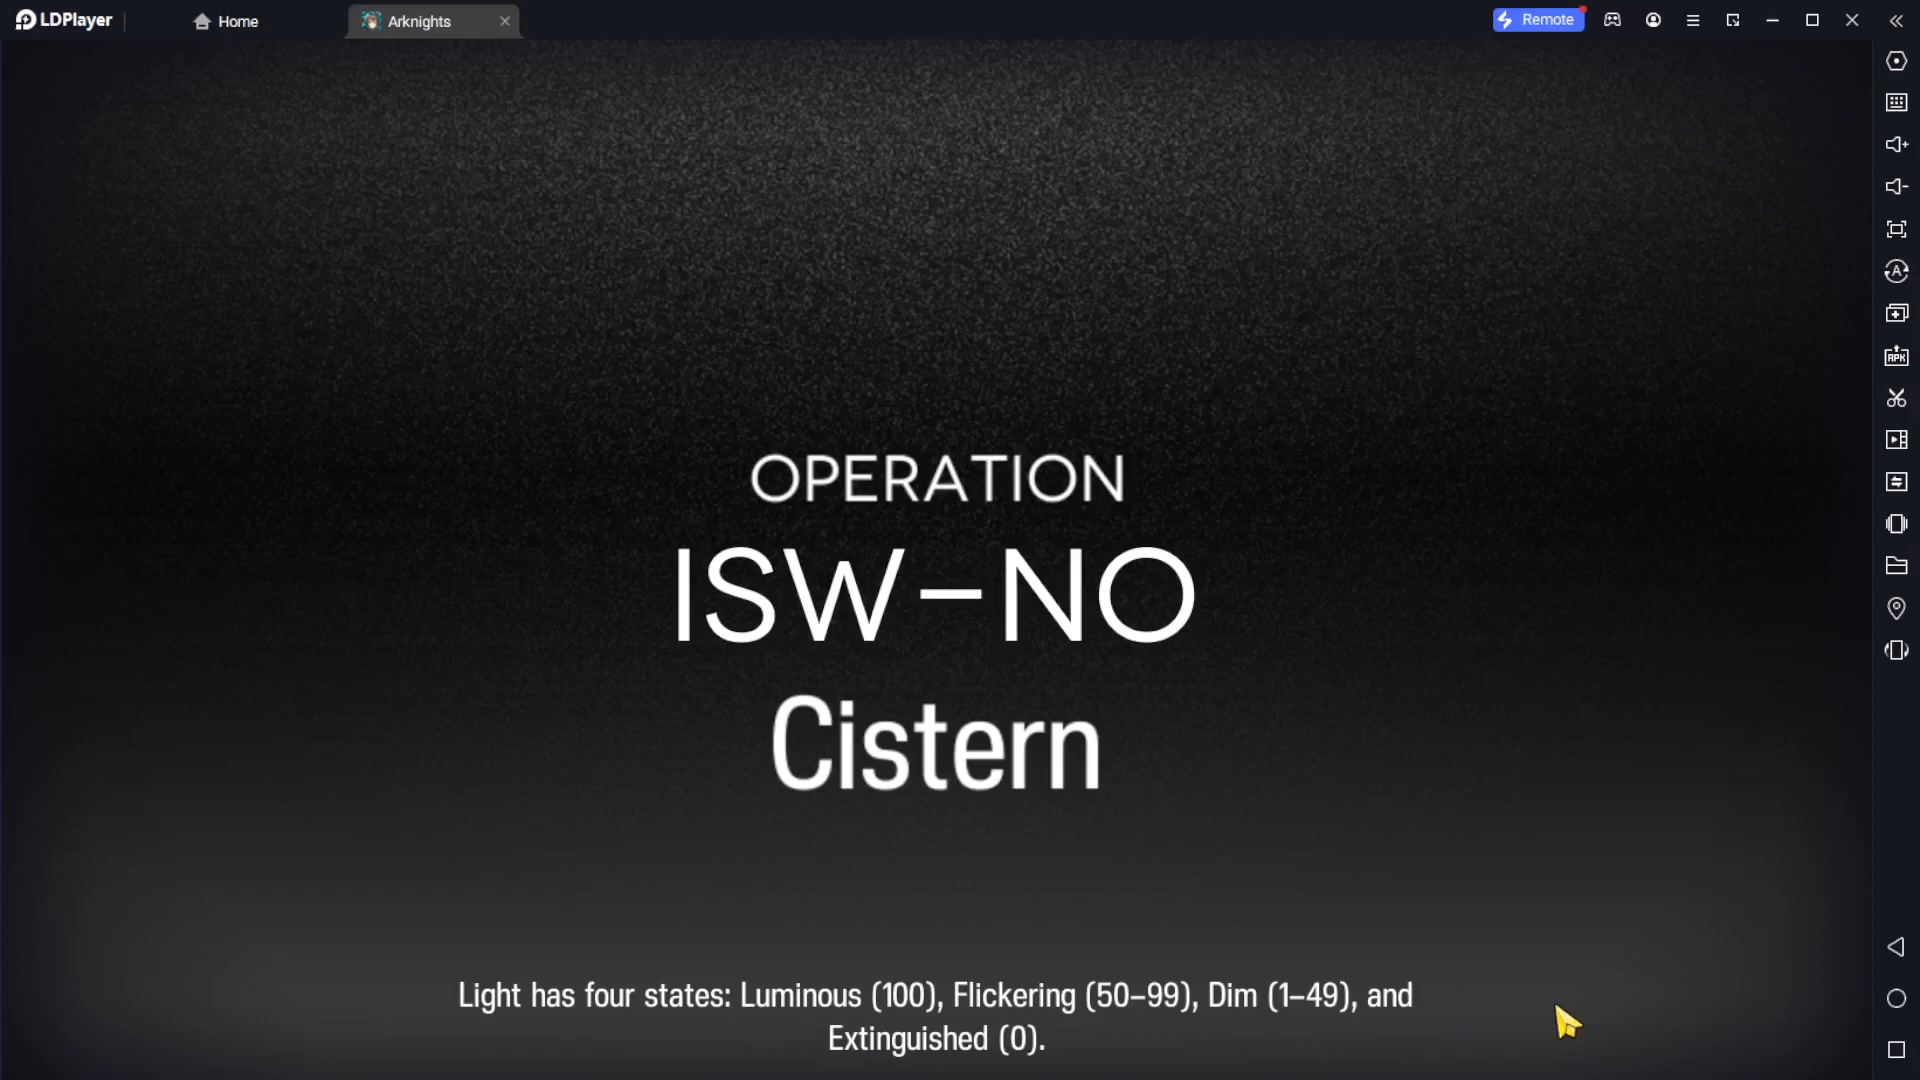 LDPlayer
Home
Arknights
Remote
OPERATION
ISW-NO
Cistern
Light has four states: Luminous (100), Flickering (50–99), Dim (1–49), and
Extinguished (0).
A
APK